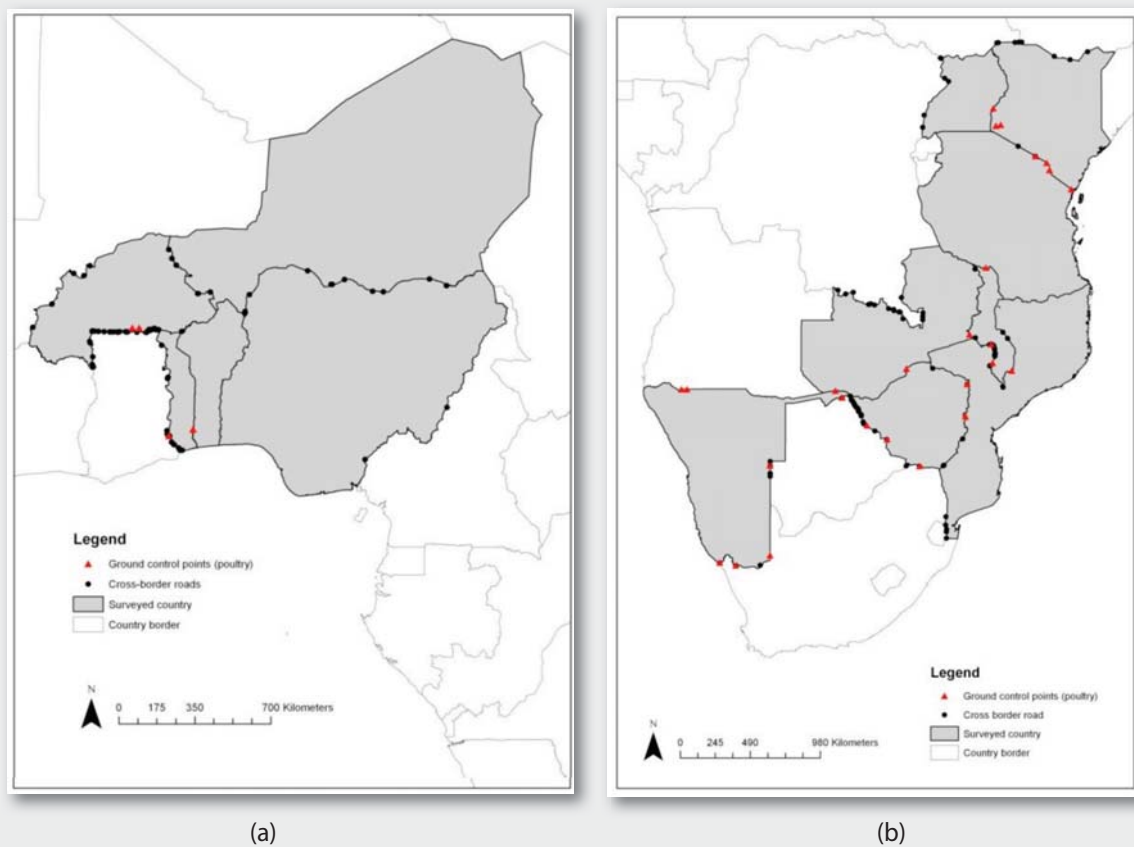 Legend
Ground control points (poultry)
Cross-border roads
Surveyed country
Country border
N
0 175 350 700 Kilometers
(a)
Legend
Ground control points (poultry)
Cross border road
Surveyed country
Country border
N
0 245 490 980 Kilometers
(b)